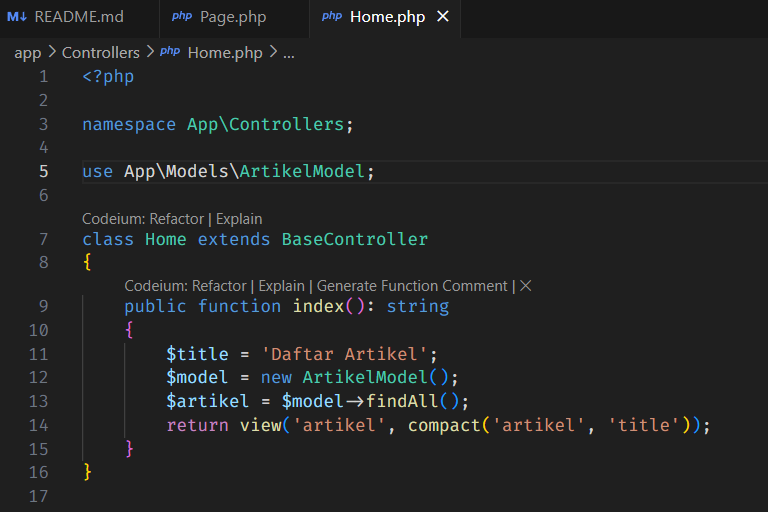 M↓ README.md php Page.php php Home.php ×
app > Controllers > php Home.php > ...
1 <?php
2
3 namespace App\Controllers;
4
5 use App\Models\ArtikelModel;
6
Codeium: Refactor | Explain
7 class Home extends BaseController
8 {
Codeium: Refactor | Explain | Generate Function Comment | ×
9 public function index(): string
10 {
11 $title = 'Daftar Artikel';
12 $model = new ArtikelModel();
13 $artikel = $model->findAll();
14 return view('artikel', compact('artikel', 'title'));
15 }
16 }
17